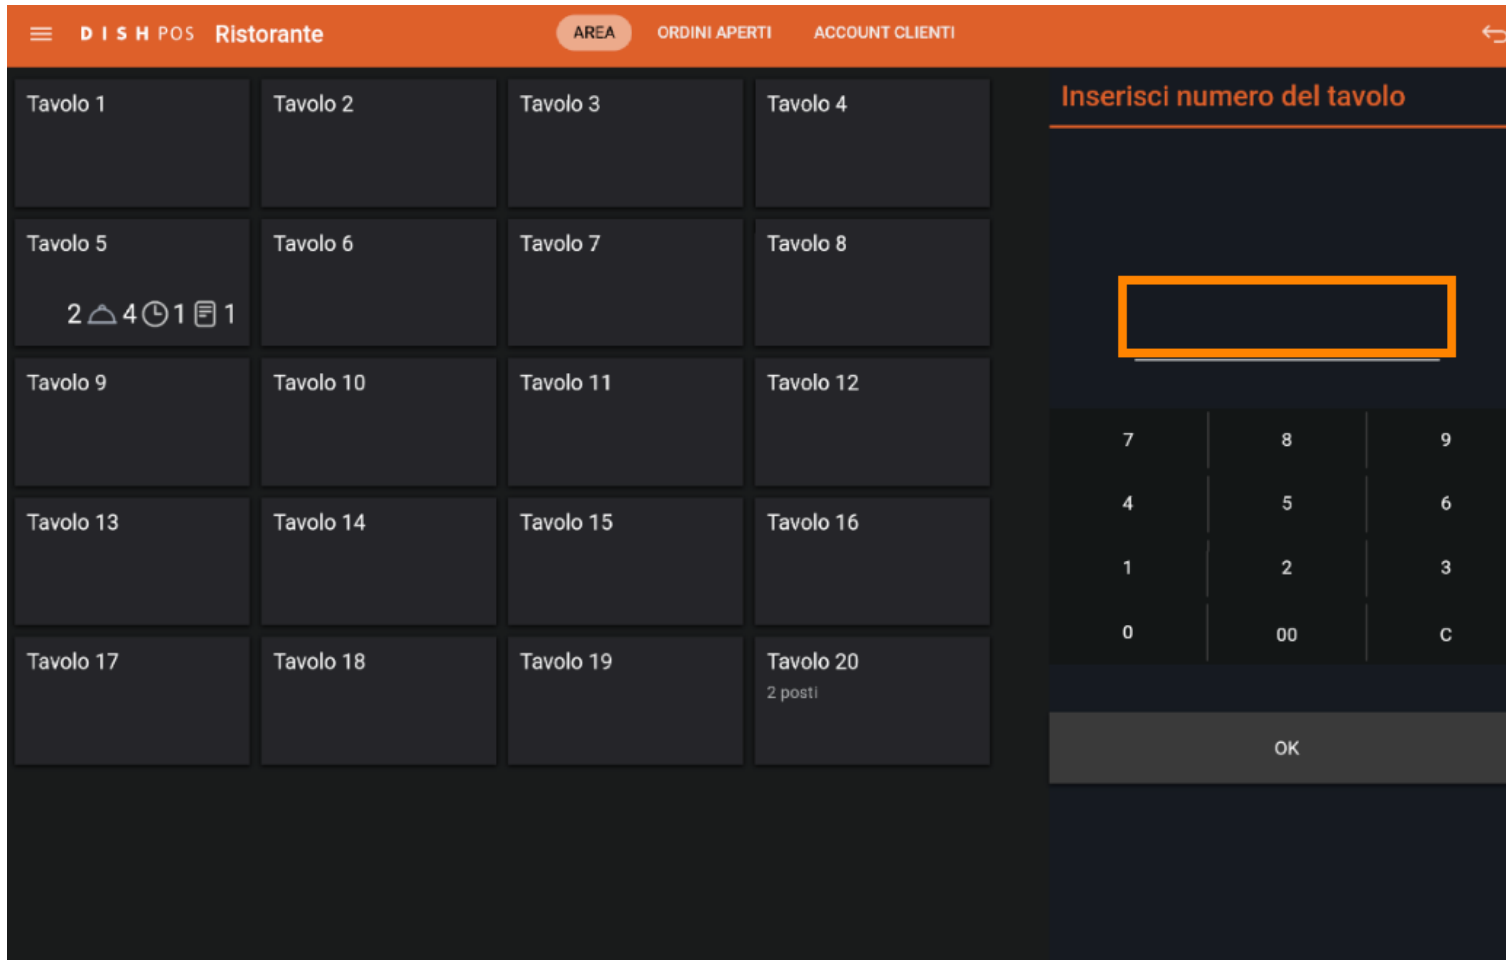 DISH POS Ristorante AREA ORDINI APERTI ACCOUNT CLIENTI
Inserisci numero del tavolo
Tavolo 1 Tavolo 2 Tavolo 3 Tavolo 4
Tavolo 5 Tavolo 6 Tavolo 7 Tavolo 8
2 4 1 1
Tavolo 9 Tavolo 10 Tavolo 11 Tavolo 12
Tavolo 13 Tavolo 14 Tavolo 15 Tavolo 16
Tavolo 17 Tavolo 18 Tavolo 19 Tavolo 20
2 posti
7 8 9
4 5 6
1 2 3
0 00 C
OK